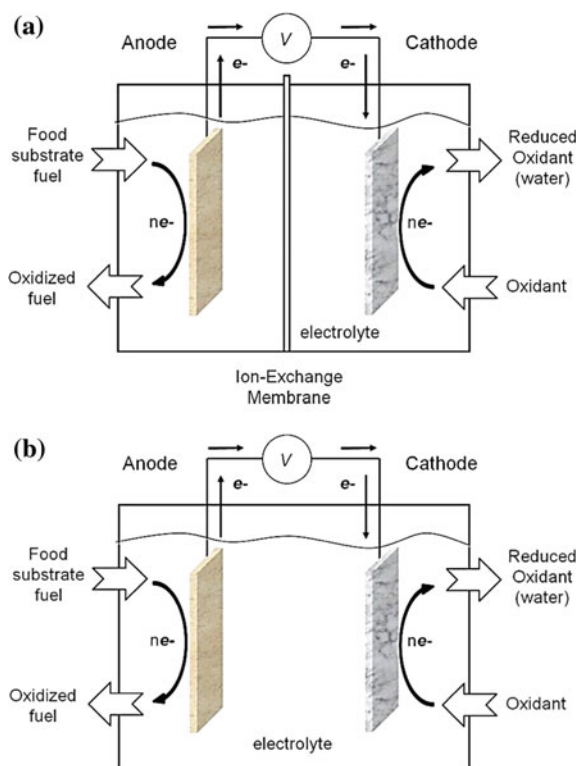 (a)
Anode
V
Cathode
e-
e-
Food
substrate
fuel
Reduced
Oxidant
(water)
ne-
ne-
Oxidized
fuel
Oxidant
electrolyte
Ion-Exchange
Membrane
(b)
Anode
V
Cathode
e-
e-
Food
substrate
fuel
Reduced
Oxidant
(water)
ne-
ne-
Oxidized
fuel
Oxidant
electrolyte